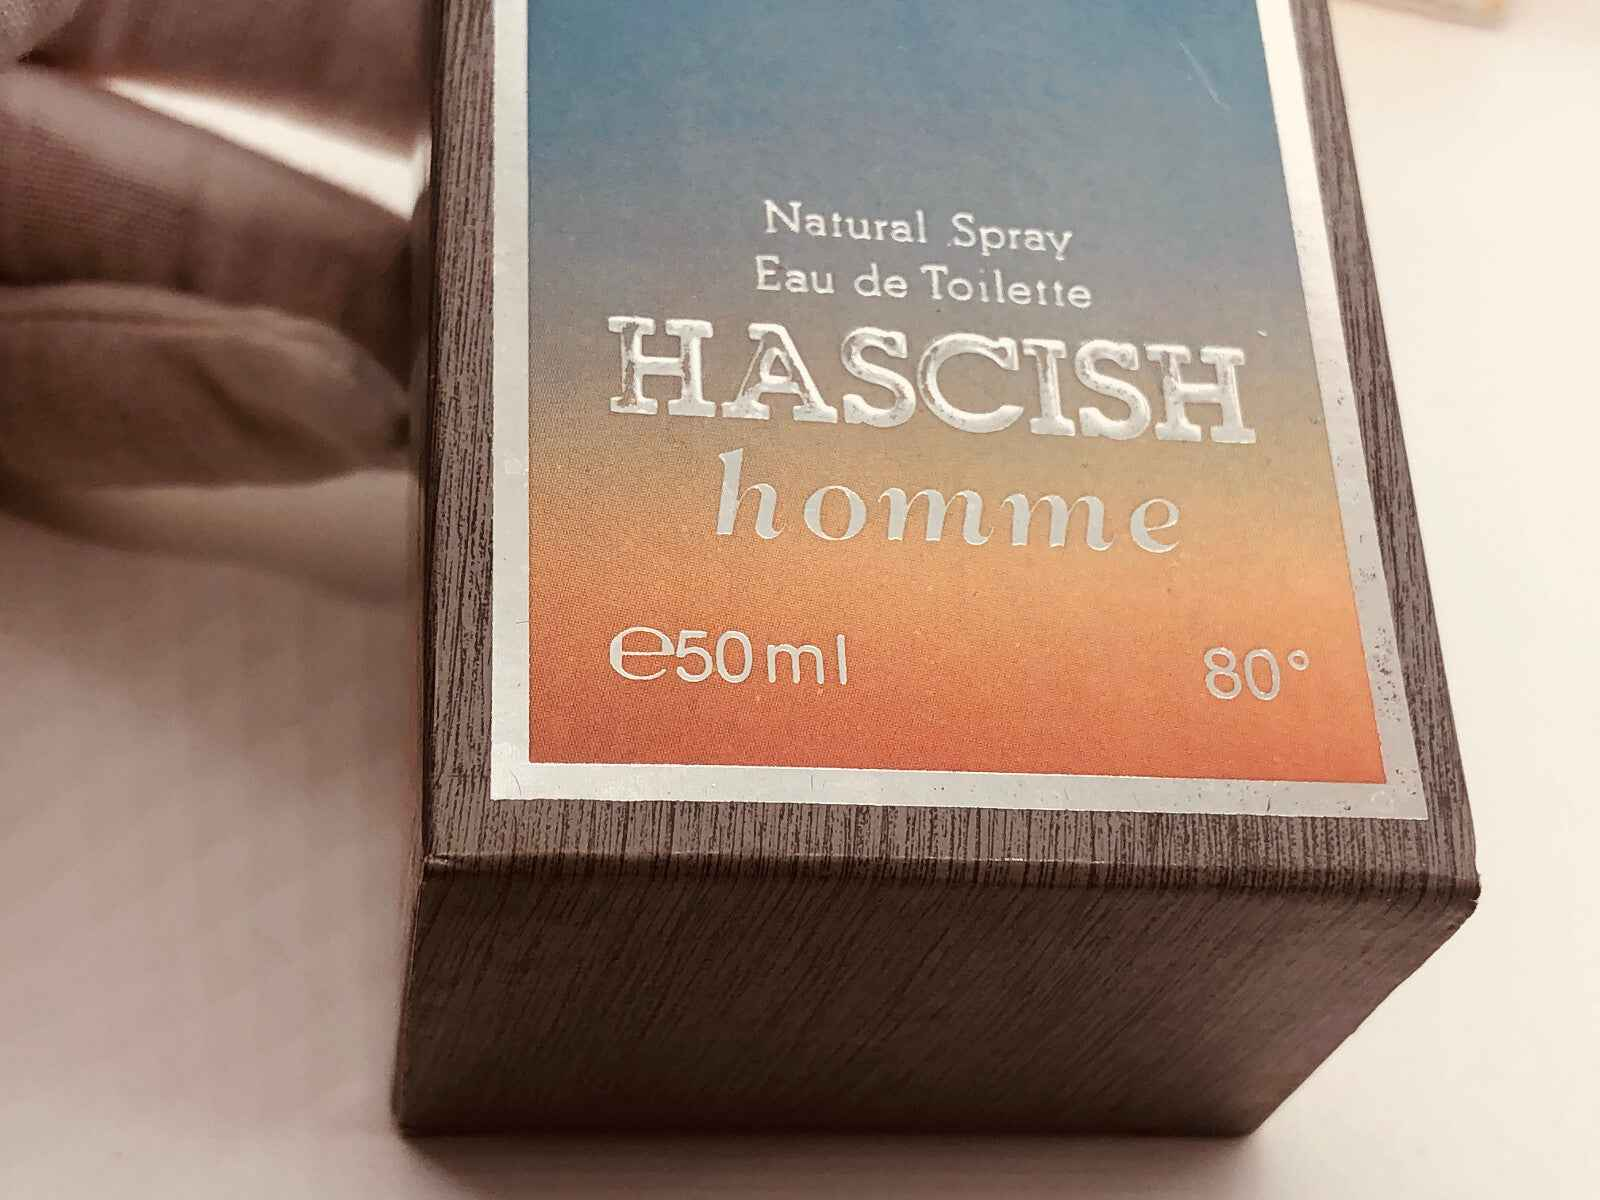 Natural Spray
Eau de Toilette
HASCISH
homme
℮50ml 80°